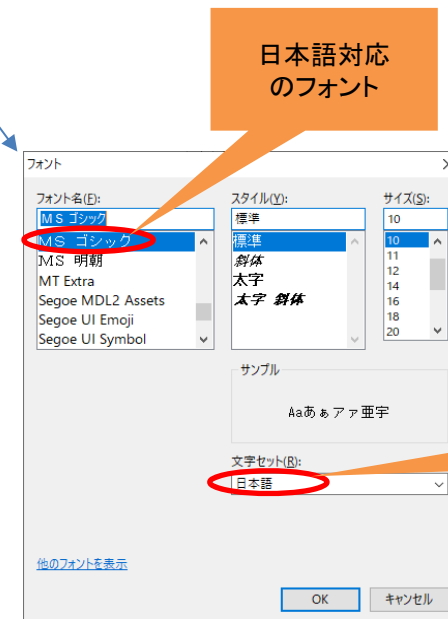 日本語対応
のフォント
フォント
フォント名(F):
MS ゴシック
MS ゴシック
MS 明朝
MT Extra
Segoe MDL2 Assets
Segoe UI Emoji
Segoe UI Symbol
スタイル(Y):
標準
標準
斜体
太字
太字 斜体
サイズ(S):
10
10
11
12
14
16
18
20
サンプル
Aaあぁアァ亜宇
文字セット(R):
日本語
他のフォントを表示
OK
キャンセル